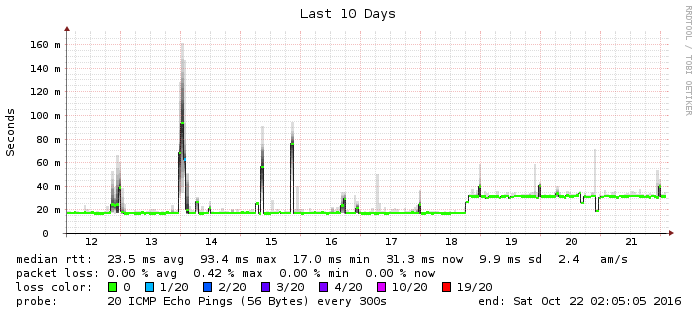 Last 10 Days
RRDTOOL / TOBI OETIKER
Seconds
160 m
140 m
120 m
100 m
80 m
60 m
40 m
20 m
0
12 13 14 15 16 17 18 19 20 21
median rtt: 23.5 ms avg 93.4 ms max 17.0 ms min 31.3 ms now 9.9 ms sd 2.4 am/s
packet loss: 0.00 % avg 0.42 % max 0.00 % min 0.00 % now
loss color: 0 1/20 2/20 3/20 4/20 10/20 19/20
probe: 20 ICMP Echo Pings (56 Bytes) every 300s end: Sat Oct 22 02:05:05 2016